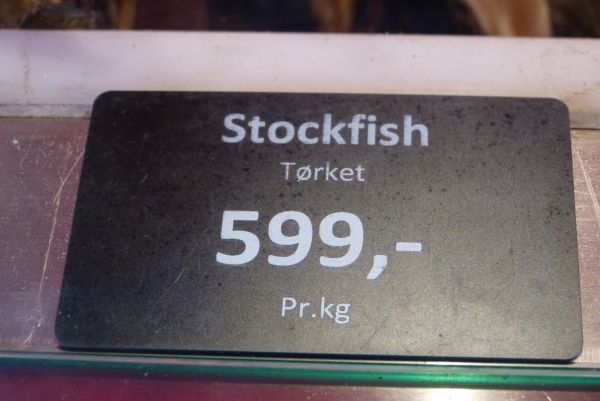 Stockfish
Tørket
599,-
Pr.kg